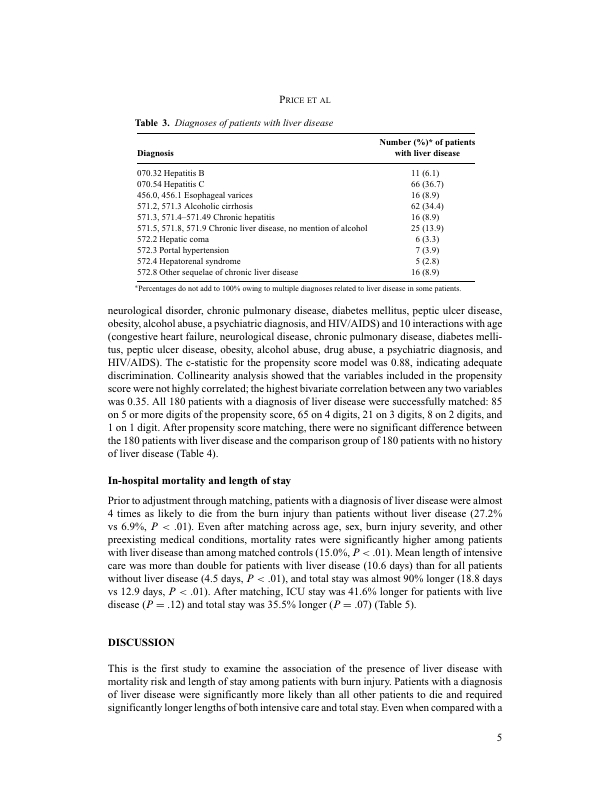 PRICE ET AL
Table 3. Diagnoses of patients with liver disease
Number (%)* of patients
Diagnosis with liver disease
070.32 Hepatitis B 11 (6.1)
070.54 Hepatitis C 66 (36.7)
456.0, 456.1 Esophageal varices 16 (8.9)
571.2, 571.3 Alcoholic cirrhosis 62 (34.4)
571.3, 571.4–571.49 Chronic hepatitis 16 (8.9)
571.5, 571.8, 571.9 Chronic liver disease, no mention of alcohol 25 (13.9)
572.2 Hepatic coma 6 (3.3)
572.3 Portal hypertension 7 (3.9)
572.4 Hepatorenal syndrome 5 (2.8)
572.8 Other sequelae of chronic liver disease 16 (8.9)
*Percentages do not add to 100% owing to multiple diagnoses related to liver disease in some patients.
neurological disorder, chronic pulmonary disease, diabetes mellitus, peptic ulcer disease,
obesity, alcohol abuse, a psychiatric diagnosis, and HIV/AIDS) and 10 interactions with age
(congestive heart failure, neurological disease, chronic pulmonary disease, diabetes melli-
tus, peptic ulcer disease, obesity, alcohol abuse, drug abuse, a psychiatric diagnosis, and
HIV/AIDS). The c-statistic for the propensity score model was 0.88, indicating adequate
discrimination. Collinearity analysis showed that the variables included in the propensity
score were not highly correlated; the highest bivariate correlation between any two variables
was 0.35. All 180 patients with a diagnosis of liver disease were successfully matched: 85
on 5 or more digits of the propensity score, 65 on 4 digits, 21 on 3 digits, 8 on 2 digits, and
1 on 1 digit. After propensity score matching, there were no significant difference between
the 180 patients with liver disease and the comparison group of 180 patients with no history
of liver disease (Table 4).
In-hospital mortality and length of stay
Prior to adjustment through matching, patients with a diagnosis of liver disease were almost
4 times as likely to die from the burn injury than patients without liver disease (27.2%
vs 6.9%, P < .01). Even after matching across age, sex, burn injury severity, and other
preexisting medical conditions, mortality rates were significantly higher among patients
with liver disease than among matched controls (15.0%, P < .01). Mean length of intensive
care was more than double for patients with liver disease (10.6 days) than for all patients
without liver disease (4.5 days, P < .01), and total stay was almost 90% longer (18.8 days
vs 12.9 days, P < .01). After matching, ICU stay was 41.6% longer for patients with live
disease (P = .12) and total stay was 35.5% longer (P = .07) (Table 5).
DISCUSSION
This is the first study to examine the association of the presence of liver disease with
mortality risk and length of stay among patients with burn injury. Patients with a diagnosis
of liver disease were significantly more likely than all other patients to die and required
significantly longer lengths of both intensive care and total stay. Even when compared with a
5